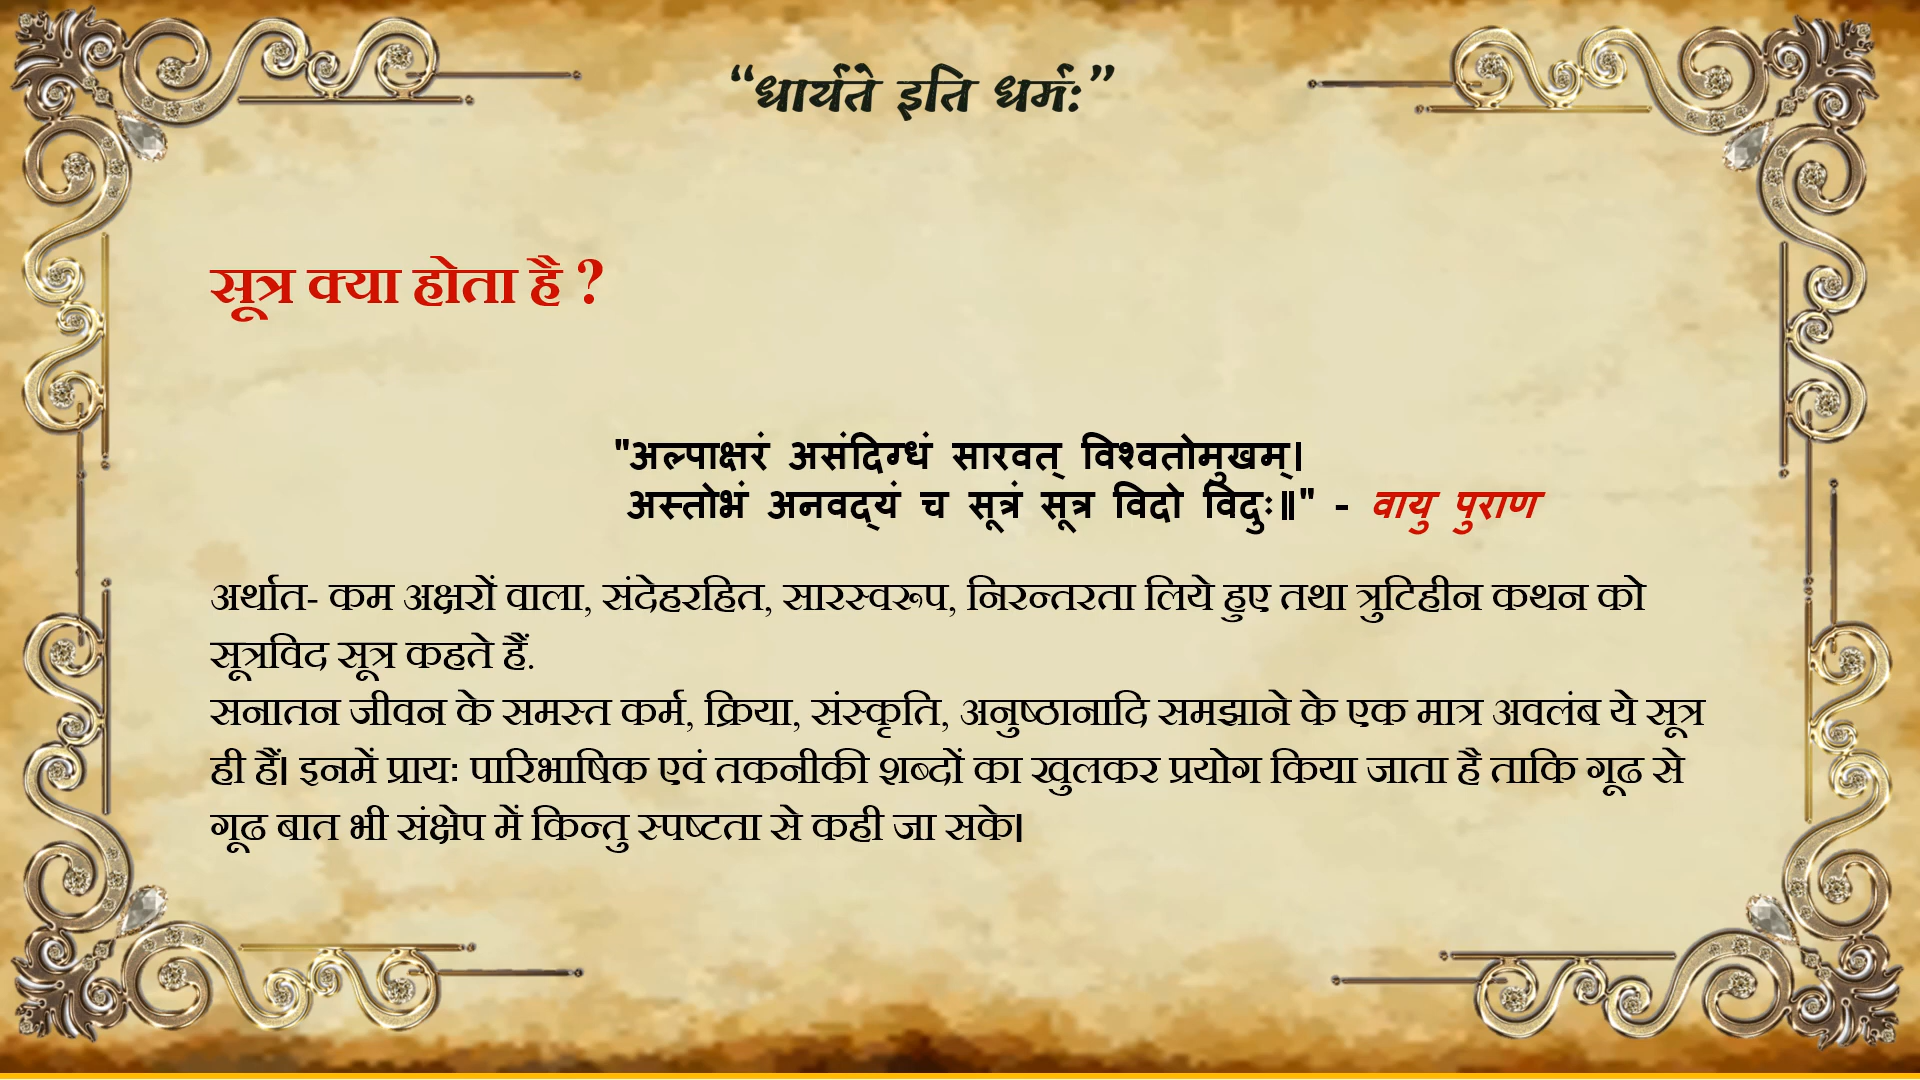 “धार्यते इति धर्मः”
सूत्र क्या होता है ?
"अल्पाक्षरं असंदिग्धं सारवत् विश्वतोमुखम्।
अस्तोभं अनवद्यं च सूत्रं सूत्र विदो विदुः॥" - वायु पुराण
अर्थात- कम अक्षरों वाला, संदेहरहित, सारस्वरूप, निरन्तरता लिये हुए तथा त्रुटिहीन कथन को
सूत्रविद सूत्र कहते हैं.
सनातन जीवन के समस्त कर्म, क्रिया, संस्कृति, अनुष्ठानादि समझाने के एक मात्र अवलंब ये सूत्र
ही हैं। इनमें प्रायः पारिभाषिक एवं तकनीकी शब्दों का खुलकर प्रयोग किया जाता है ताकि गूढ से
गूढ बात भी संक्षेप में किन्तु स्पष्टता से कही जा सके।